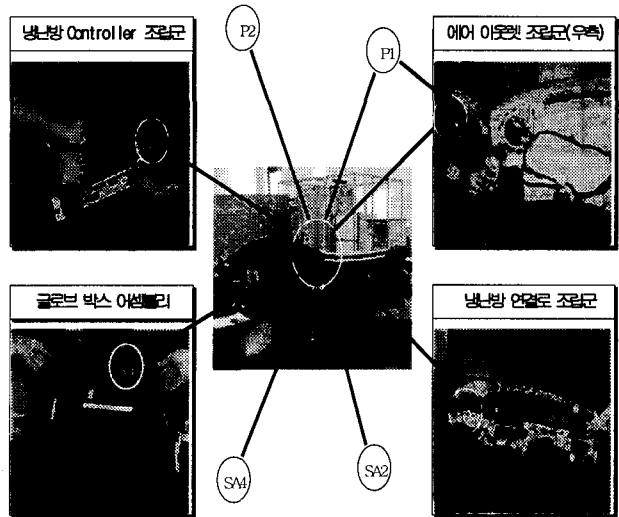 냉난방 Controller 조립군
P2
P1
에어 아웃렛 조립군(우측)
글로브 박스 어셈블리
냉난방 연결로 조립군
SA4
SA2